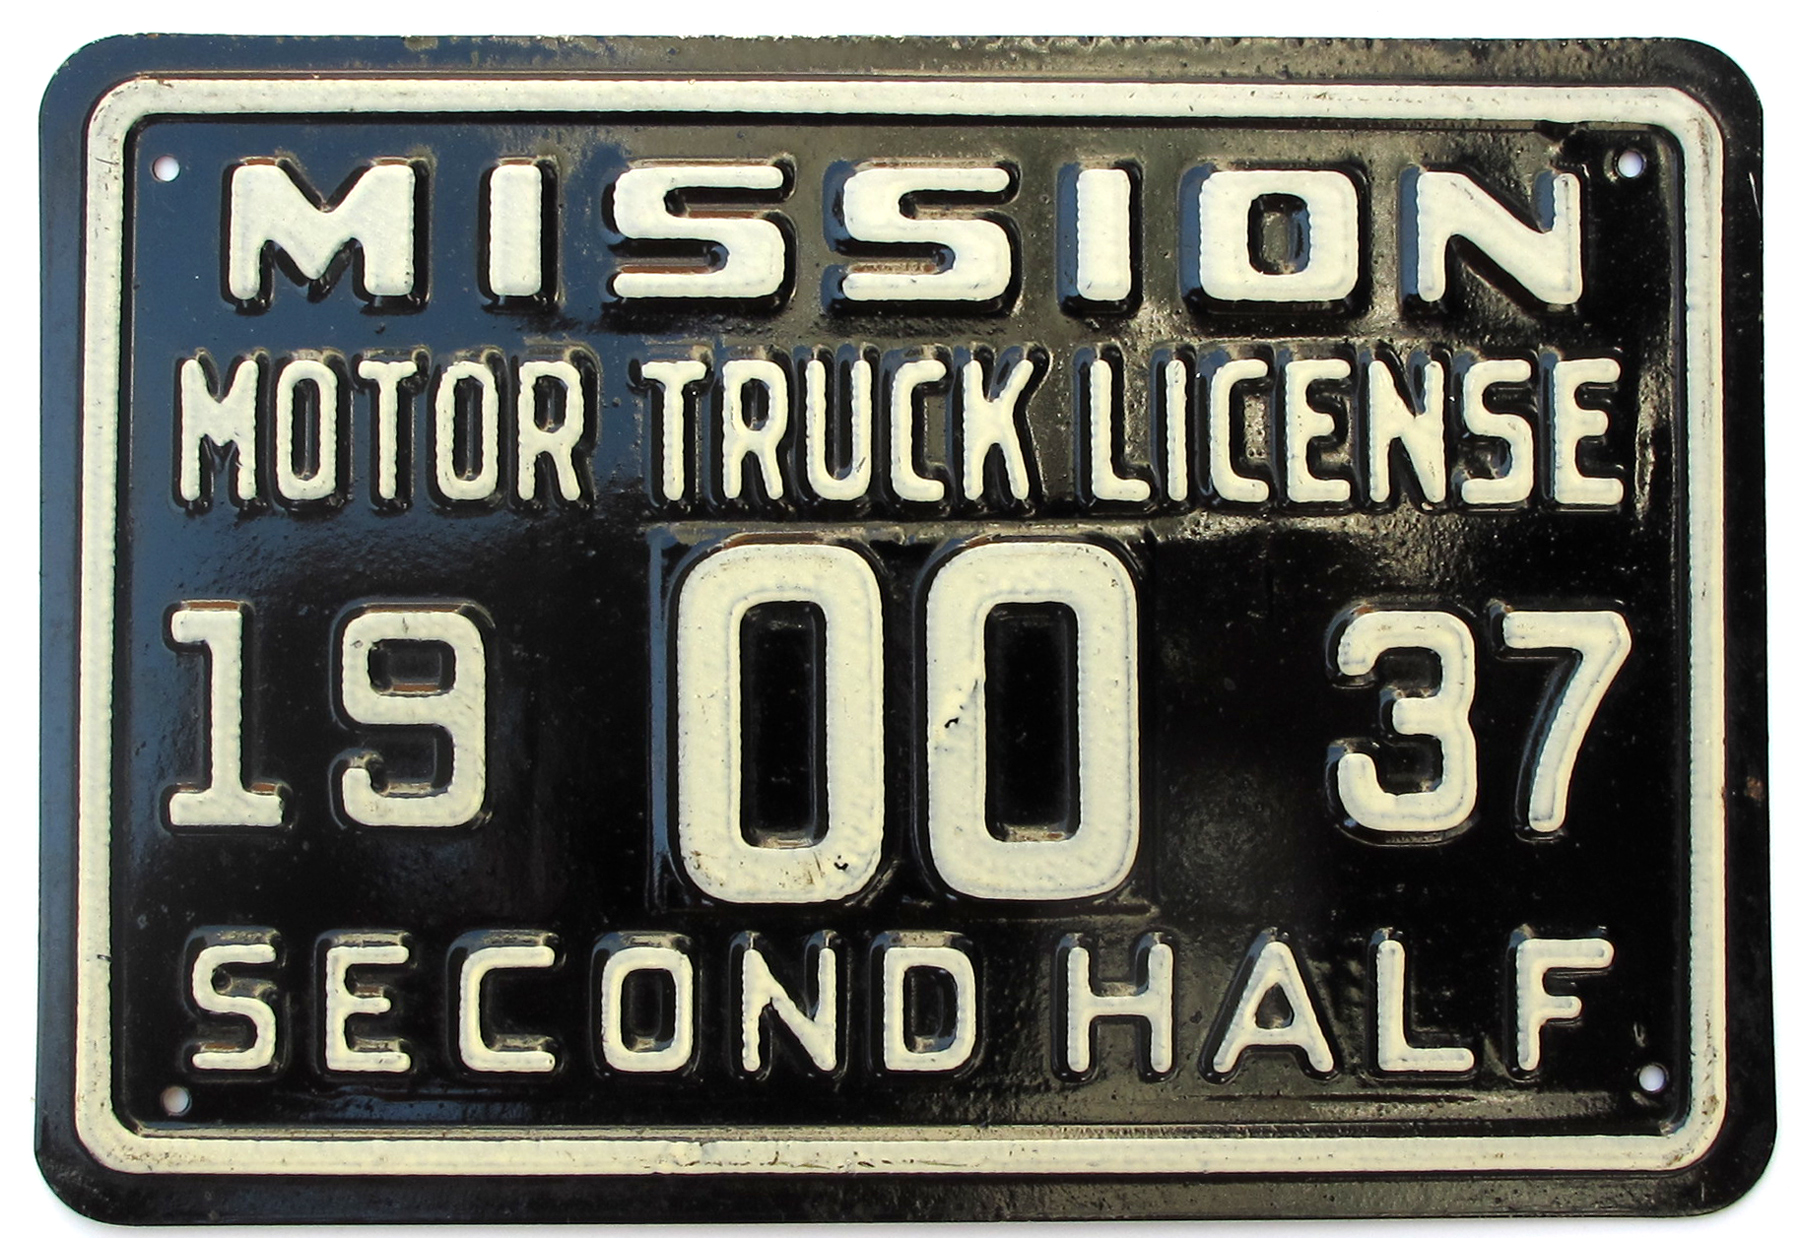 MISSION
MOTOR TRUCK LICENSE
19 00 37
SECOND HALF